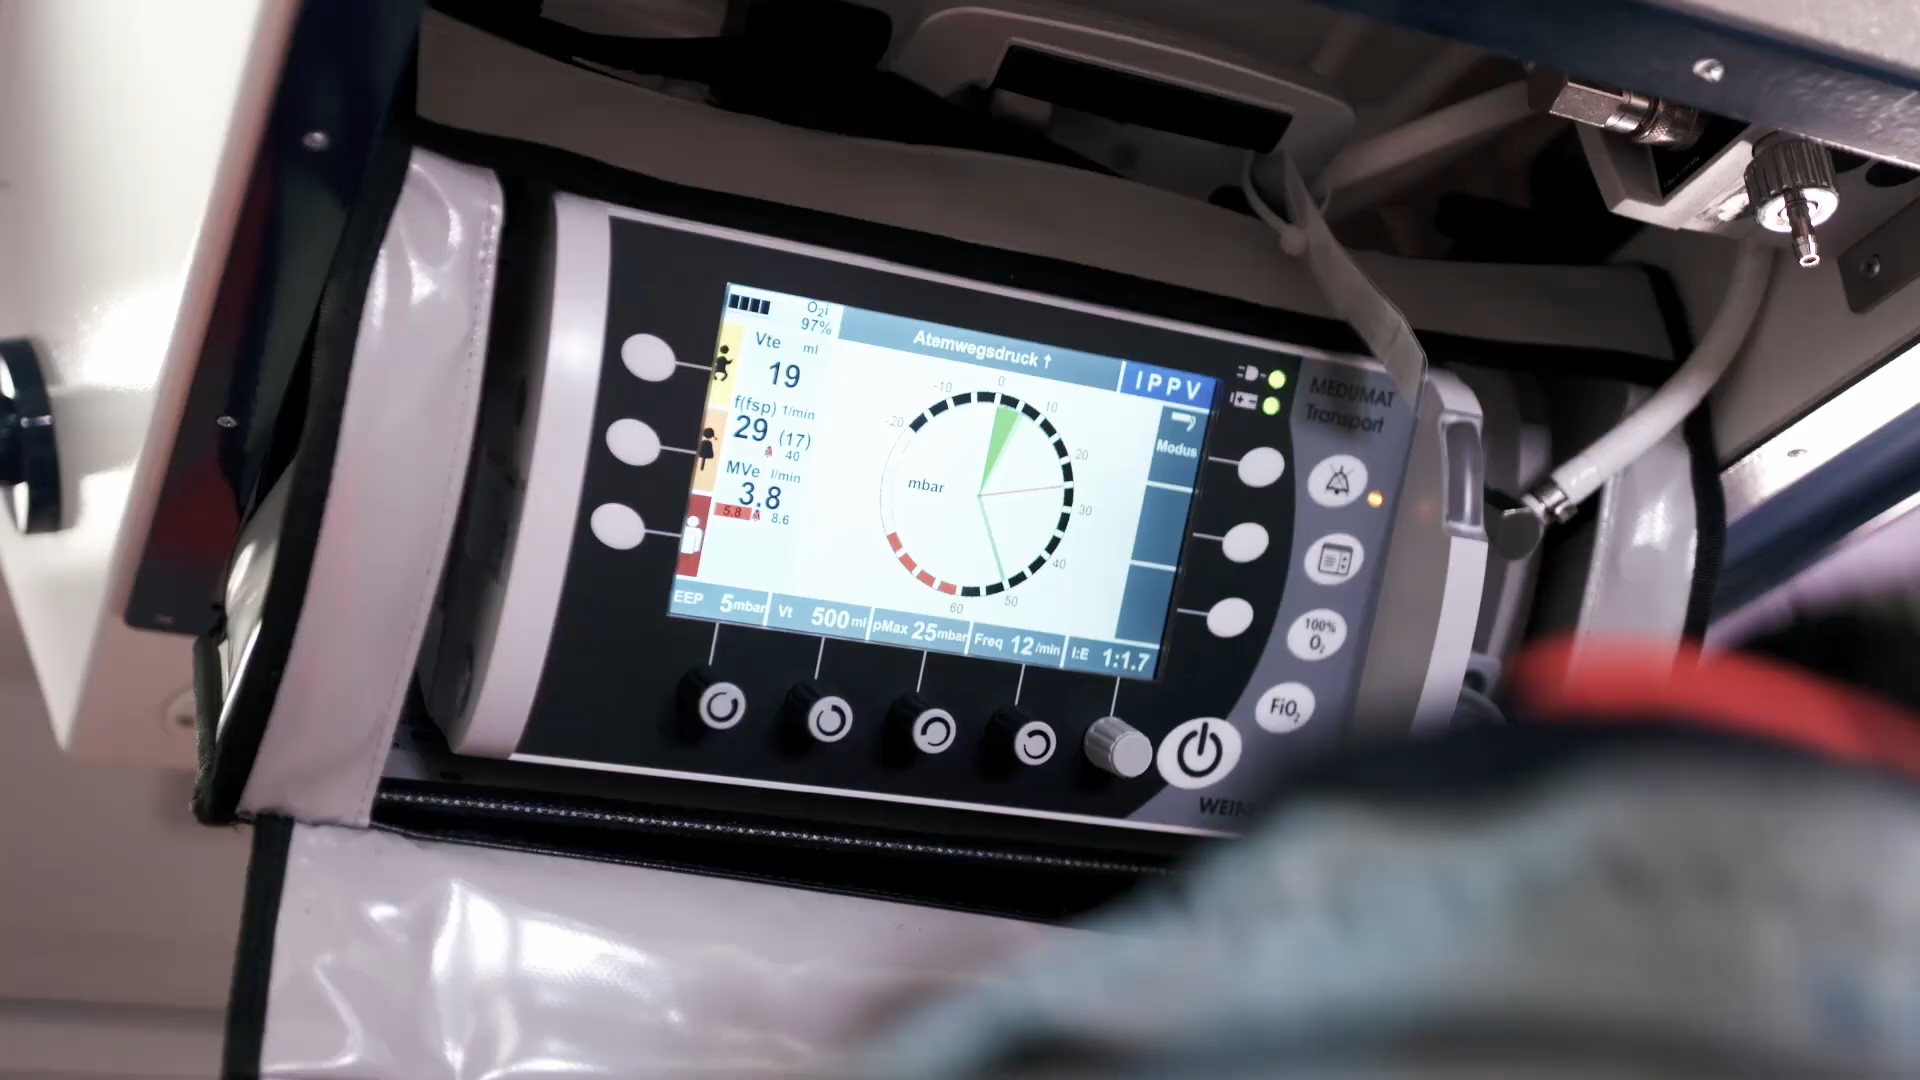 O₂i
97%
Atemwegsdruck ↑
IPPV
Vte ml
19
f(fsp) 1/min
29 (17)
40
MVe l/min
3.8
5.8 8.6
-20
-10
0
10
20
30
40
50
60
mbar
Modus
EEP 5 mbar
Vt 500 ml
pMax 25 mbar
Freq 12 /min
I:E 1:1.7
MEDUMAT
Transport
100%
O₂
FiO₂
WEIN